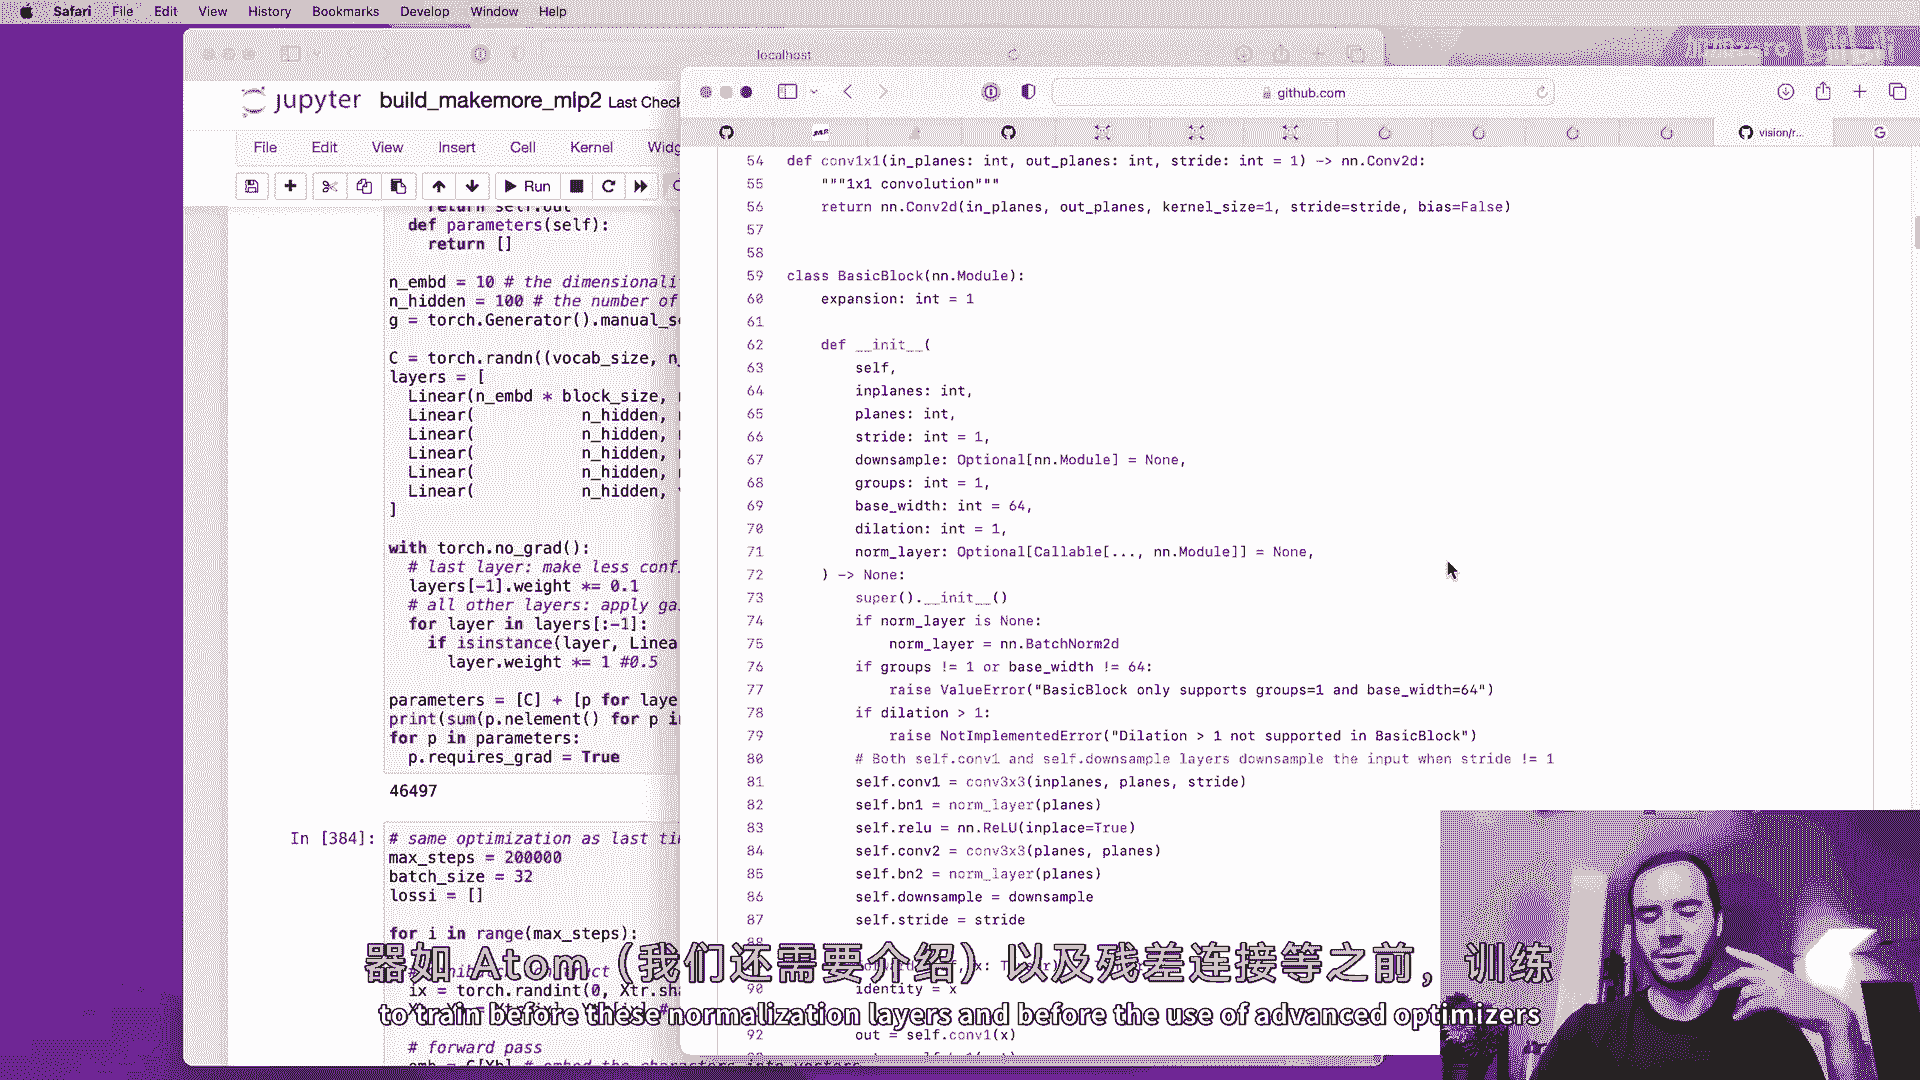 Safari File Edit View History Bookmarks Develop Window Help
localhost
jupyter build_makemore_mlp2 Last Check
File Edit View Insert Cell Kernel Widg
Run
return self.out
def parameters(self):
return []
n_embd = 10 # the dimensionali
n_hidden = 100 # the number of
g = torch.Generator().manual_s
C = torch.randn((vocab_size, n_
layers = [
Linear(n_embd * block_size,
Linear( n_hidden,
Linear( n_hidden,
Linear( n_hidden,
Linear( n_hidden,
Linear( n_hidden,
]
with torch.no_grad():
# last layer: make less conf
layers[-1].weight *= 0.1
# all other layers: apply ga
for layer in layers[:-1]:
if isinstance(layer, Linea
layer.weight *= 1 #0.5
parameters = [C] + [p for laye
print(sum(p.nelement() for p i
for p in parameters:
p.requires_grad = True
46497
In [384]: # same optimization as last ti
max_steps = 200000
batch_size = 32
lossi = []
for i in range(max_steps):
ix = torch.randint(0, Xtr.sha
# forward pass
github.com
vision/r...
54 def conv1x1(in_planes: int, out_planes: int, stride: int = 1) -> nn.Conv2d:
55 """1x1 convolution"""
56 return nn.Conv2d(in_planes, out_planes, kernel_size=1, stride=stride, bias=False)
57
58
59 class BasicBlock(nn.Module):
60 expansion: int = 1
61
62 def __init__(
63 self,
64 inplanes: int,
65 planes: int,
66 stride: int = 1,
67 downsample: Optional[nn.Module] = None,
68 groups: int = 1,
69 base_width: int = 64,
70 dilation: int = 1,
71 norm_layer: Optional[Callable[..., nn.Module]] = None,
72 ) -> None:
73 super().__init__()
74 if norm_layer is None:
75 norm_layer = nn.BatchNorm2d
76 if groups != 1 or base_width != 64:
77 raise ValueError("BasicBlock only supports groups=1 and base_width=64")
78 if dilation > 1:
79 raise NotImplementedError("Dilation > 1 not supported in BasicBlock")
80 # Both self.conv1 and self.downsample layers downsample the input when stride != 1
81 self.conv1 = conv3x3(inplanes, planes, stride)
82 self.bn1 = norm_layer(planes)
83 self.relu = nn.ReLU(inplace=True)
84 self.conv2 = conv3x3(planes, planes)
85 self.bn2 = norm_layer(planes)
86 self.downsample = downsample
87 self.stride = stride
88
90 identity = x
92 out = self.conv1(x)
器如 Atom（我们还需要介绍）以及残差连接等之前，训练
to train before these normalization layers and before the use of advanced optimizers